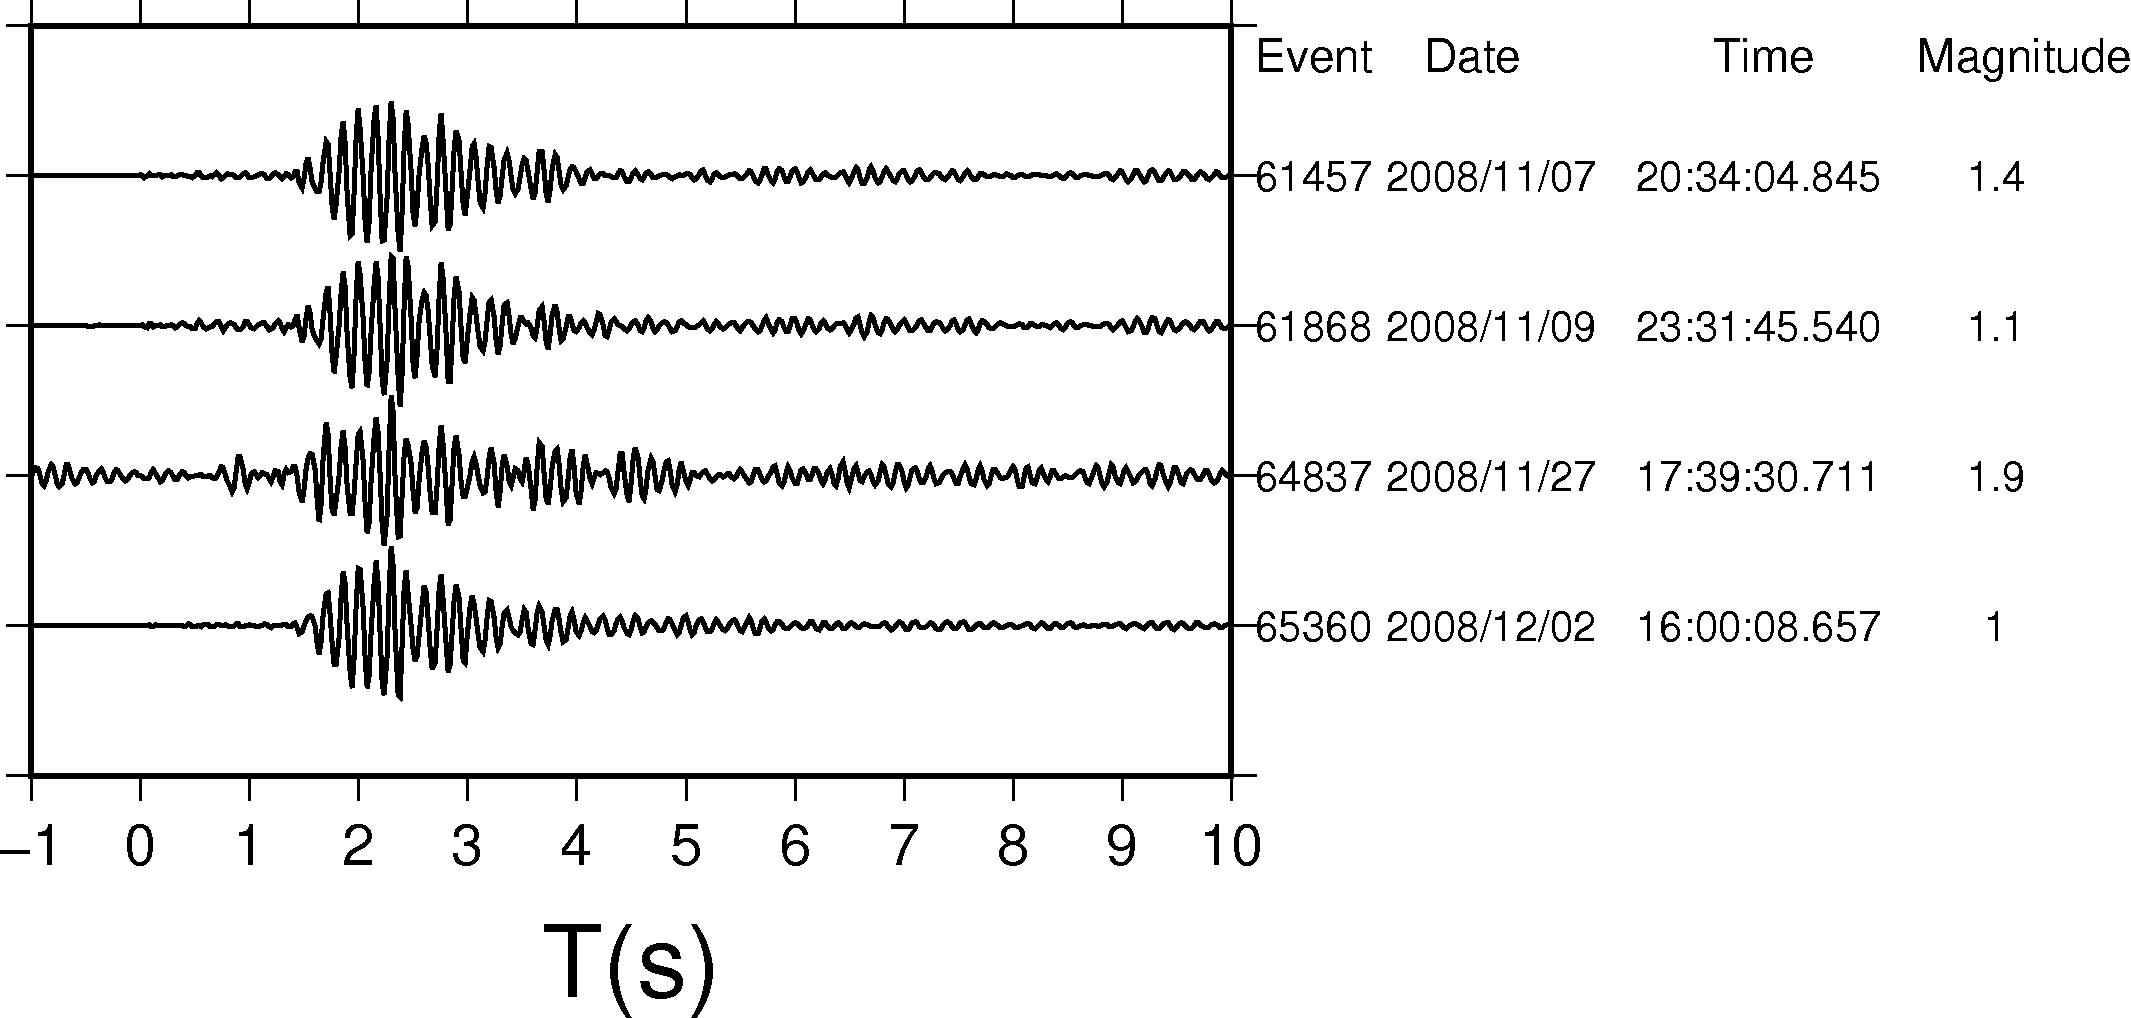 Event Date Time Magnitude
61457 2008/11/07 20:34:04.845 1.4
61868 2008/11/09 23:31:45.540 1.1
64837 2008/11/27 17:39:30.711 1.9
65360 2008/12/02 16:00:08.657 1
−1 0 1 2 3 4 5 6 7 8 9 10
T(s)